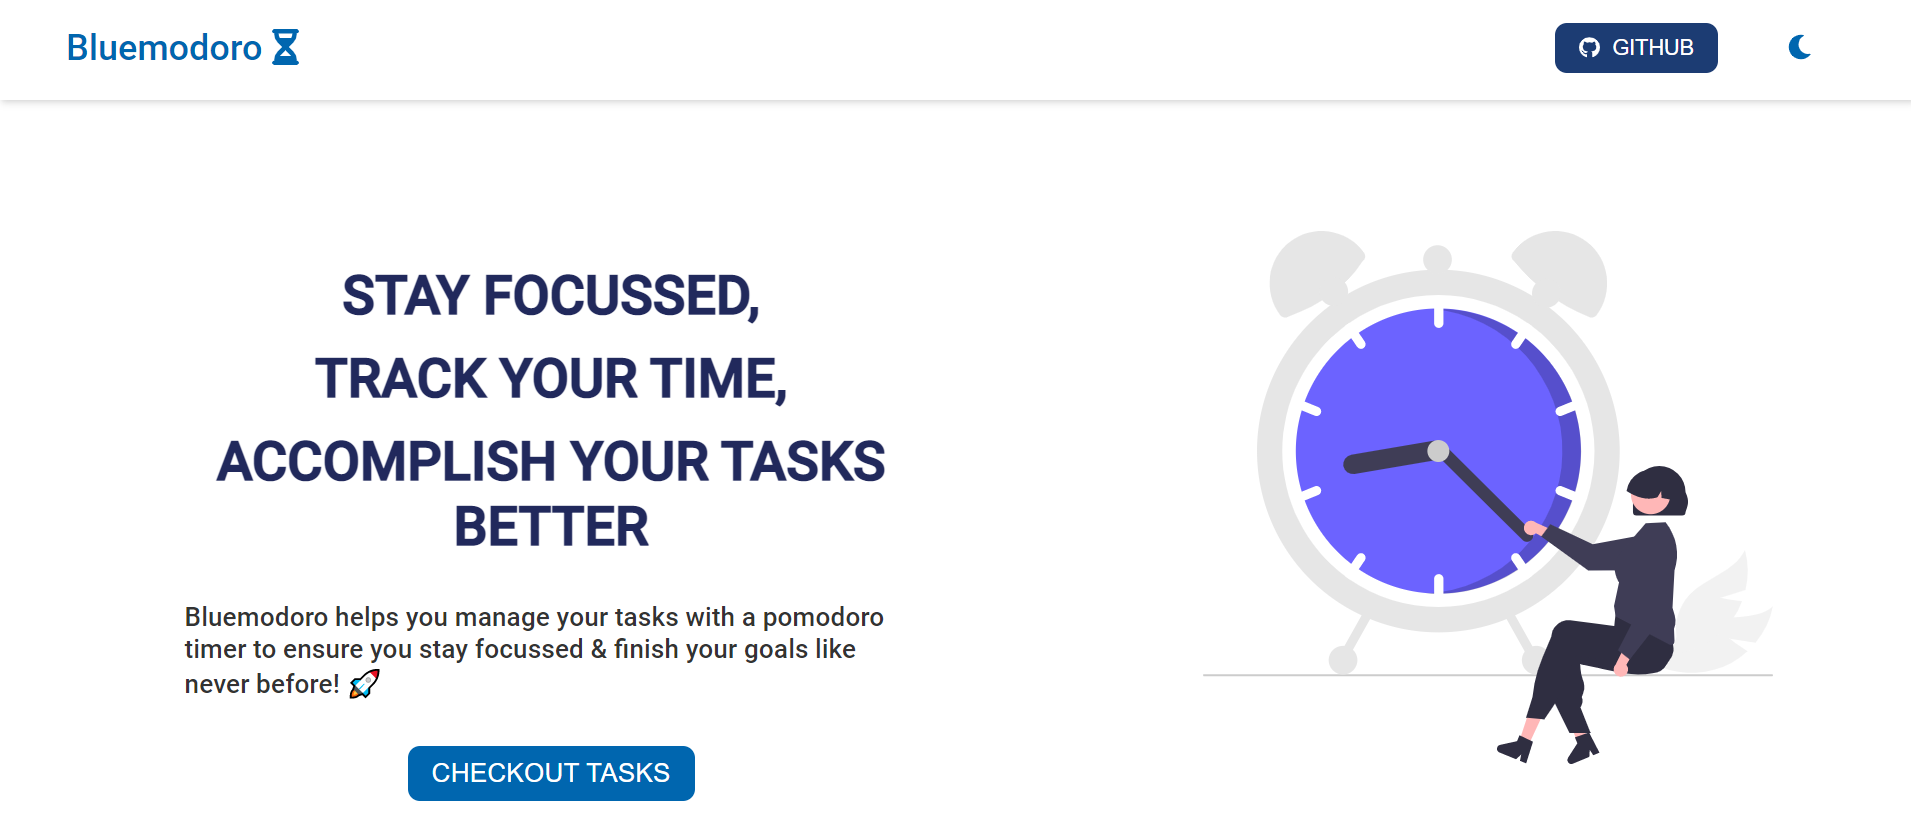 Bluemodoro
GITHUB
STAY FOCUSSED,
TRACK YOUR TIME,
ACCOMPLISH YOUR TASKS
BETTER
Bluemodoro helps you manage your tasks with a pomodoro
timer to ensure you stay focussed & finish your goals like
never before! 🚀
CHECKOUT TASKS